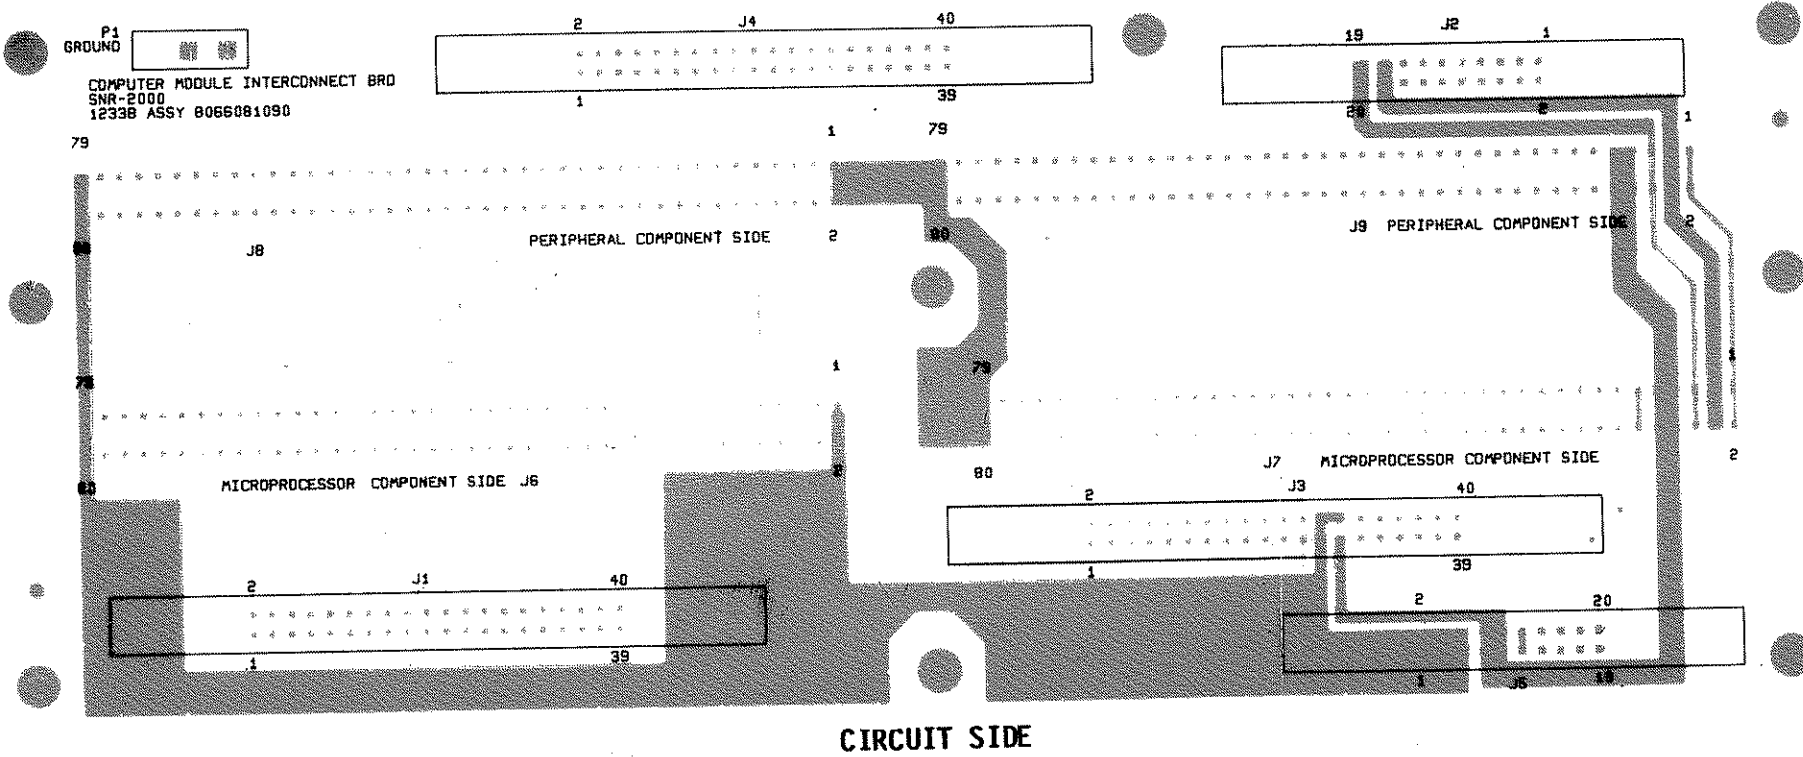 P1
GROUND
COMPUTER MODULE INTERCONNECT BRD
SNR-2000
1233B ASSY 8066081090
2 J4 40
1 39
19 J2 1
20 2
79 1 79 1
J8 PERIPHERAL COMPONENT SIDE 2 80
80
J9 PERIPHERAL COMPONENT SIDE 2
79 1 79 1
80 MICROPROCESSOR COMPONENT SIDE J6 2
80 J7 MICROPROCESSOR COMPONENT SIDE 2
2 J3 40
1 39
2 J1 40
1 39
2 20
1 J5 19
CIRCUIT SIDE